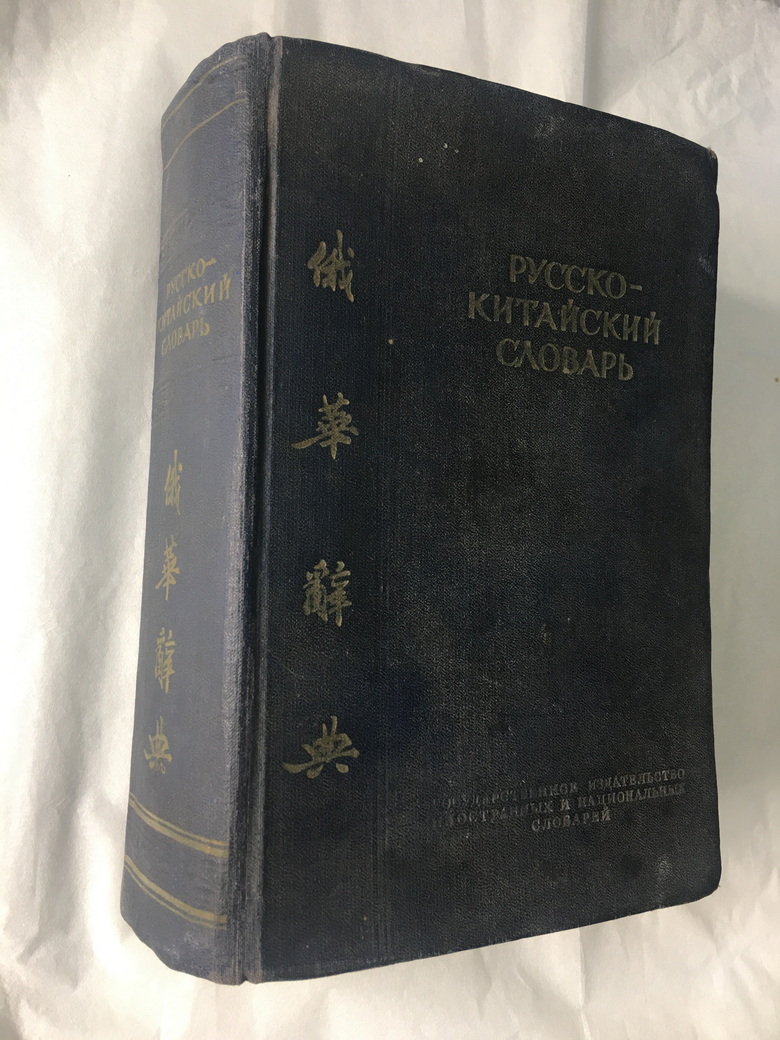 РУССКО-
КИТАЙСКИЙ
СЛОВАРЬ
俄華辭典
РУССКО-
КИТАЙСКИЙ
СЛОВАРЬ
俄華辭典
ГОСУДАРСТВЕННОЕ ИЗДАТЕЛЬСТВО
ИНОСТРАННЫХ И НАЦИОНАЛЬНЫХ
СЛОВАРЕЙ